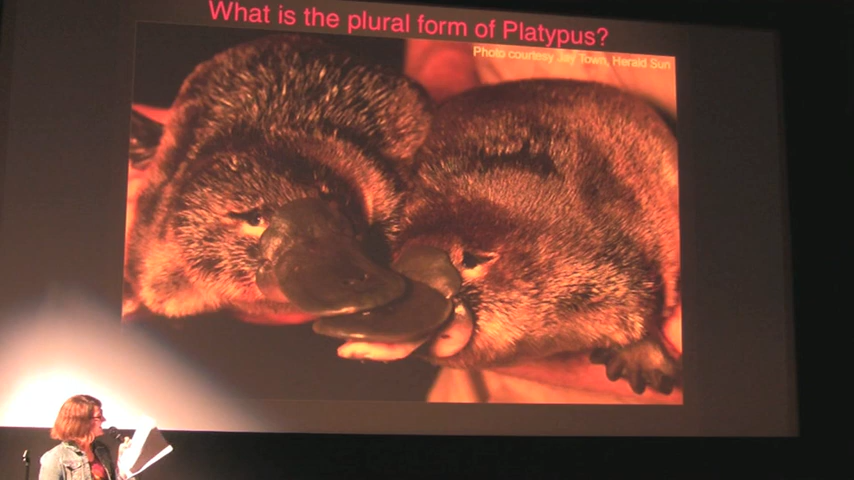 What is the plural form of Platypus?
Photo courtesy Jay Town, Herald Sun